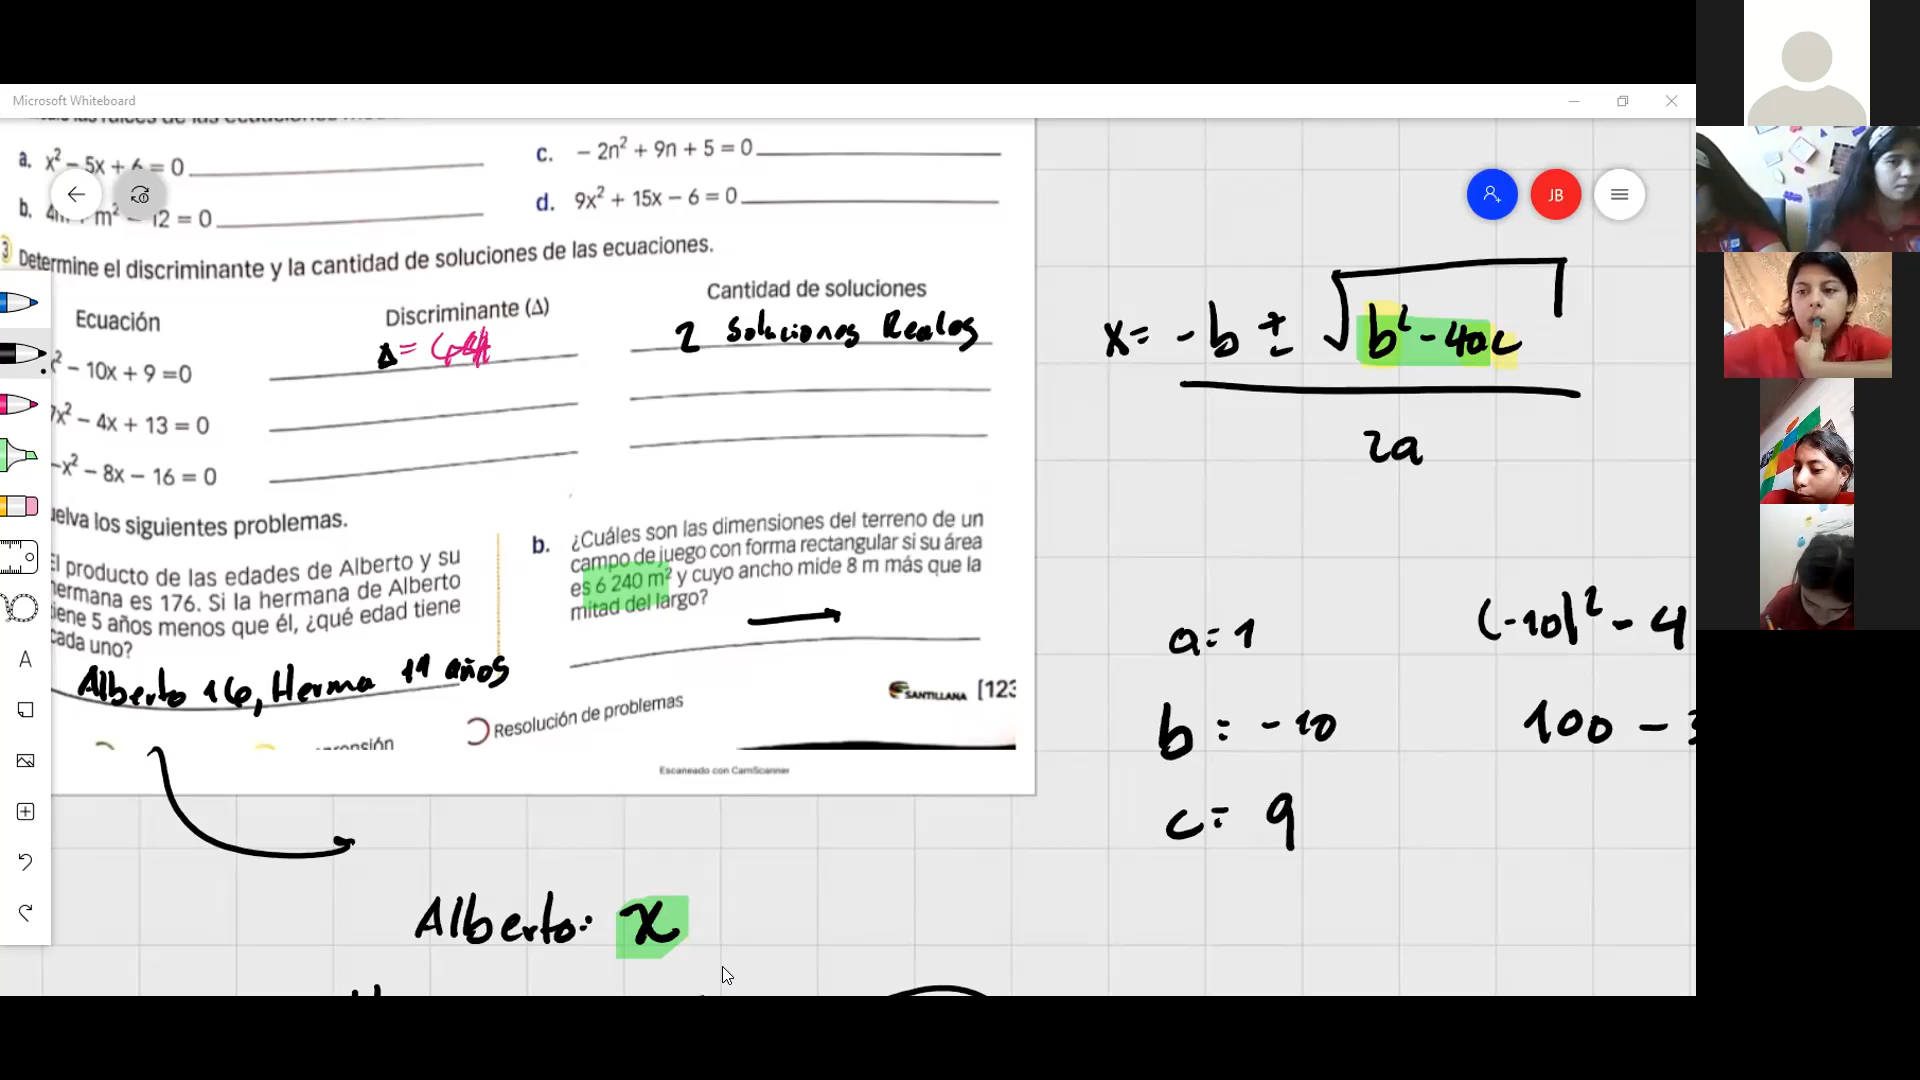 Microsoft Whiteboard
a. x² – 5x + 6 = 0
c. – 2n² + 9n + 5 = 0
b. 12 = 0
d. 9x² + 15x – 6 = 0
3 Determine el discriminante y la cantidad de soluciones de las ecuaciones.
Ecuación Discriminante (Δ) Cantidad de soluciones
– 10x + 9 =0 Δ = 64 2 Soluciones Reales
x² – 4x + 13 = 0
–x² – 8x – 16 = 0
elva los siguientes problemas.
El producto de las edades de Alberto y su
hermana es 176. Si la hermana de Alberto
tiene 5 años menos que él, ¿qué edad tiene
cada uno?
Alberto 16, Herma 11 años
b. ¿Cuáles son las dimensiones del terreno de un
campo de juego con forma rectangular si su área
es 6 240 m² y cuyo ancho mide 8 m más que la
mitad del largo?
SANTILLANA [123
Resolución de problemas
Escaneado con CamScanner
Alberto: x
JB
x = -b ± √b² - 4ac
2a
a = 1
b = -10
c = 9
(-10)² - 4
100 -
A